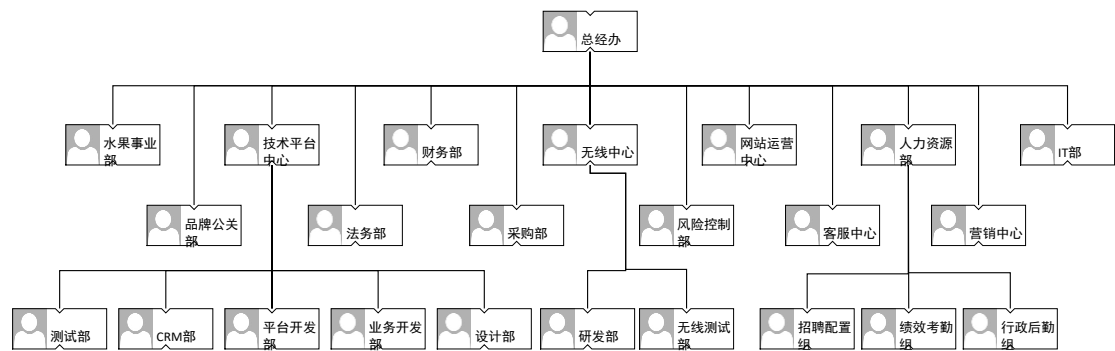 总经办
水果事业
部
技术平台
中心
财务部
无线中心
网站运营
中心
人力资源
部
IT部
品牌公关
部
法务部
采购部
风险控制
部
客服中心
营销中心
测试部
CRM部
平台开发
部
业务开发
部
设计部
研发部
无线测试
部
招聘配置
组
绩效考勤
组
行政后勤
组